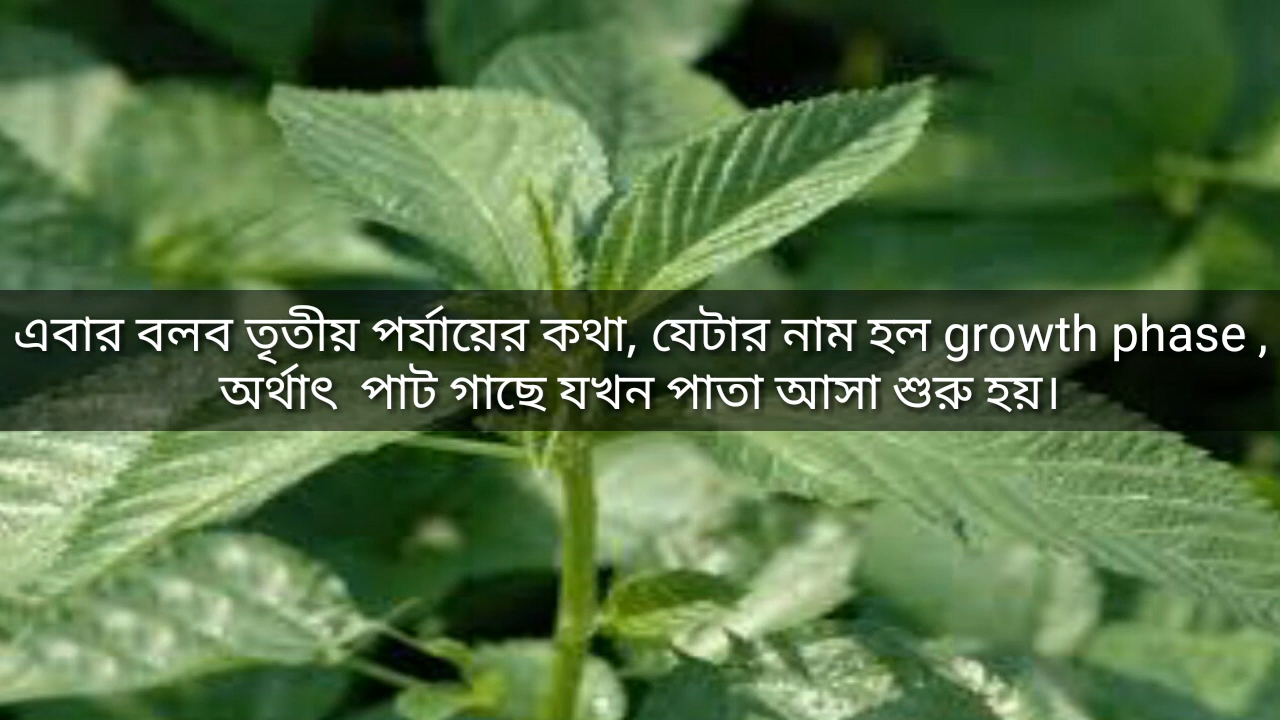 এবার বলব তৃতীয় পর্যায়ের কথা, যেটার নাম হল growth phase ,
অর্থাৎ  পাট গাছে যখন পাতা আসা শুরু হয়।